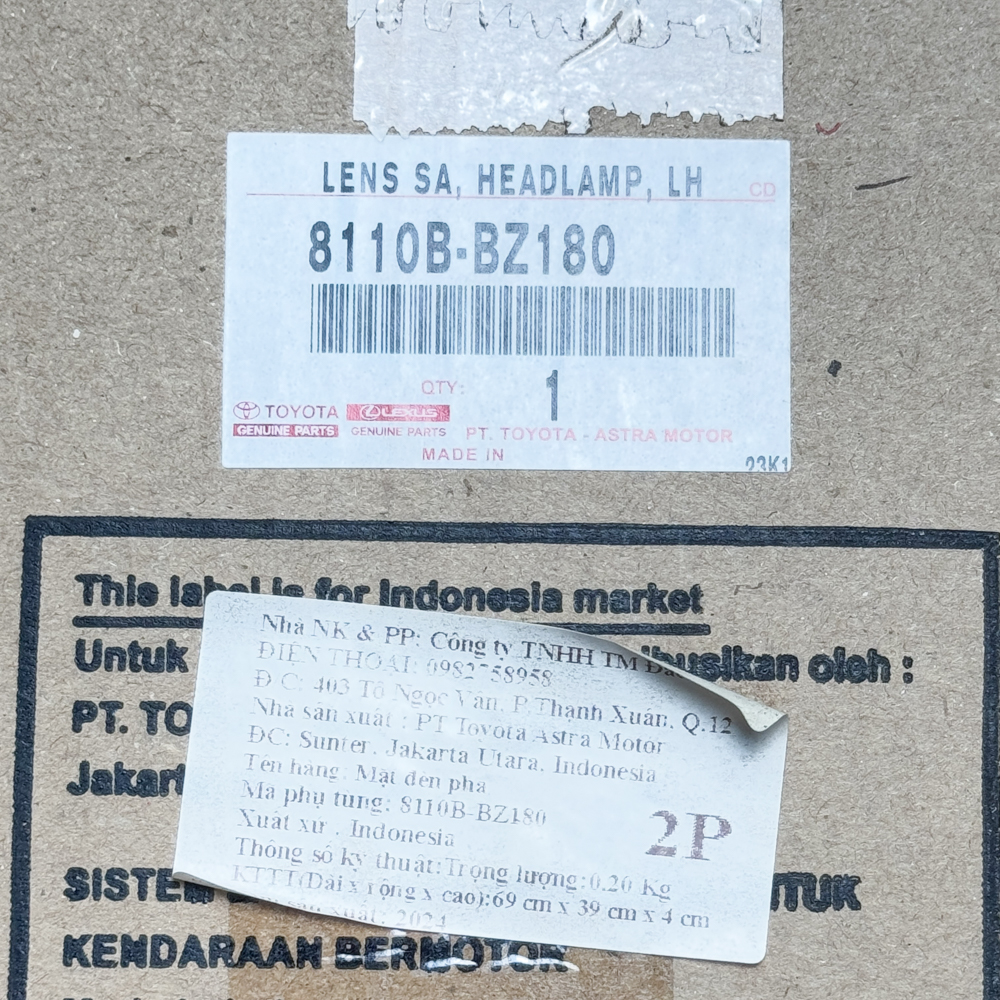 LENS SA, HEADLAMP, LH
CD
8110B-BZ180
QTY: 1
TOYOTA
GENUINE PARTS
LEXUS
GENUINE PARTS
PT. TOYOTA - ASTRA MOTOR
MADE IN
23K1
This label is for Indonesia market
Untuk
oleh :
PT. TO
Jakart
SISTE
NTUK
KENDARAAN BERMOTOR
Nhà NK & PP: Công ty TNHH TM
ĐIỆN THOẠI: 0982758958
Đ C: 403 Tô Ngọc Vân, P.Thạnh Xuân, Q.12
Nhà sản xuất : PT Toyota Astra Motor
ĐC: Sunter, Jakarta Utara, Indonesia
Tên hàng: Mặt đèn pha
Mã phụ tùng: 8110B-BZ180
Xuất xứ : Indonesia
2P
Thông số kỹ thuật:Trọng lượng:0.20 Kg
KTTT(Dài x rộng x cao):69 cm x 39 cm x 4 cm
sản xuất: 2024